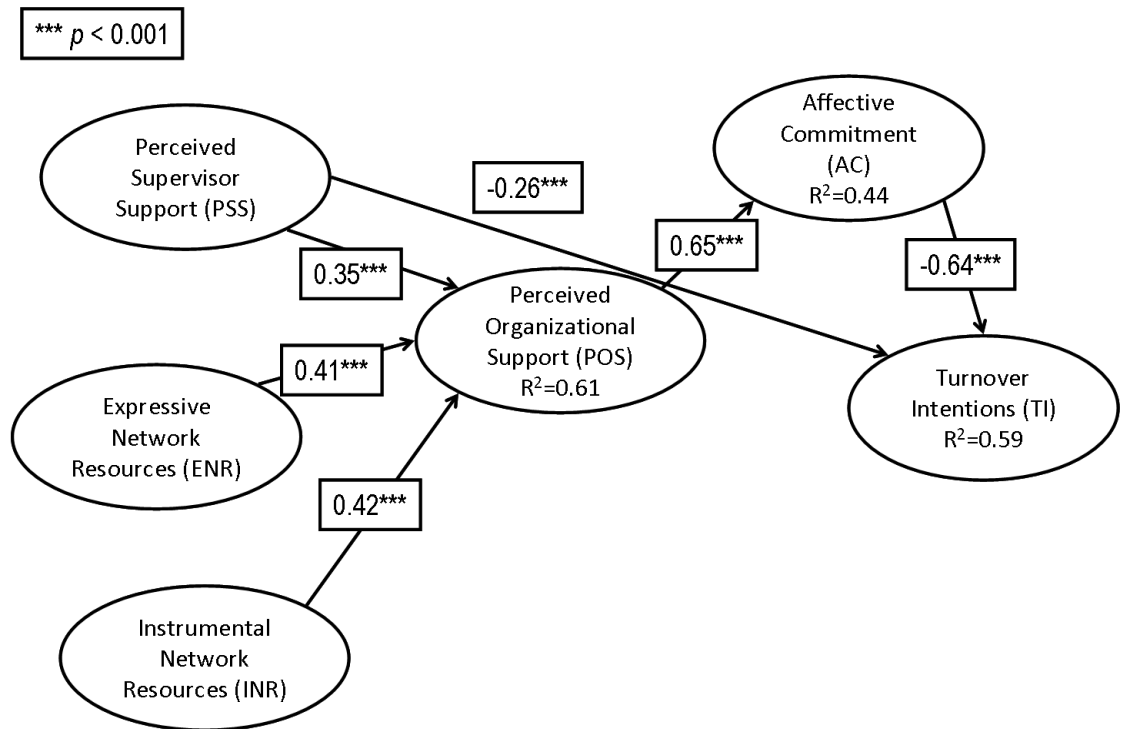 *** p < 0.001
Perceived
Supervisor
Support (PSS)
Affective
Commitment
(AC)
R²=0.44
-0.26***
0.65***
0.35***
-0.64***
Perceived
Organizational
Support (POS)
R²=0.61
0.41***
Turnover
Intentions (TI)
R²=0.59
Expressive
Network
Resources (ENR)
0.42***
Instrumental
Network
Resources (INR)